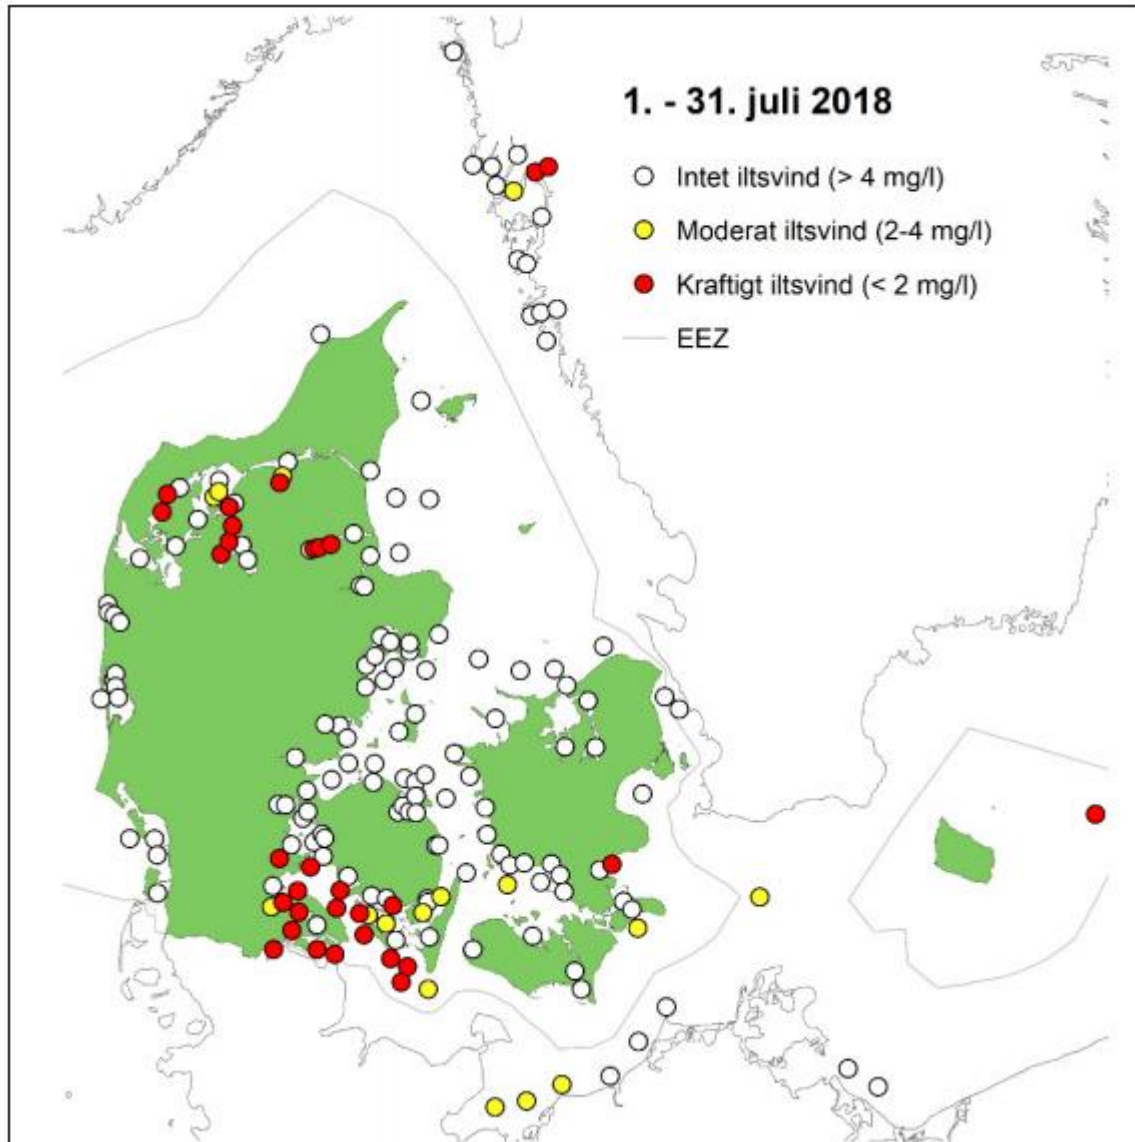 1. - 31. juli 2018
Intet iltsvind (> 4 mg/l)
Moderat iltsvind (2-4 mg/l)
Kraftigt iltsvind (< 2 mg/l)
EEZ